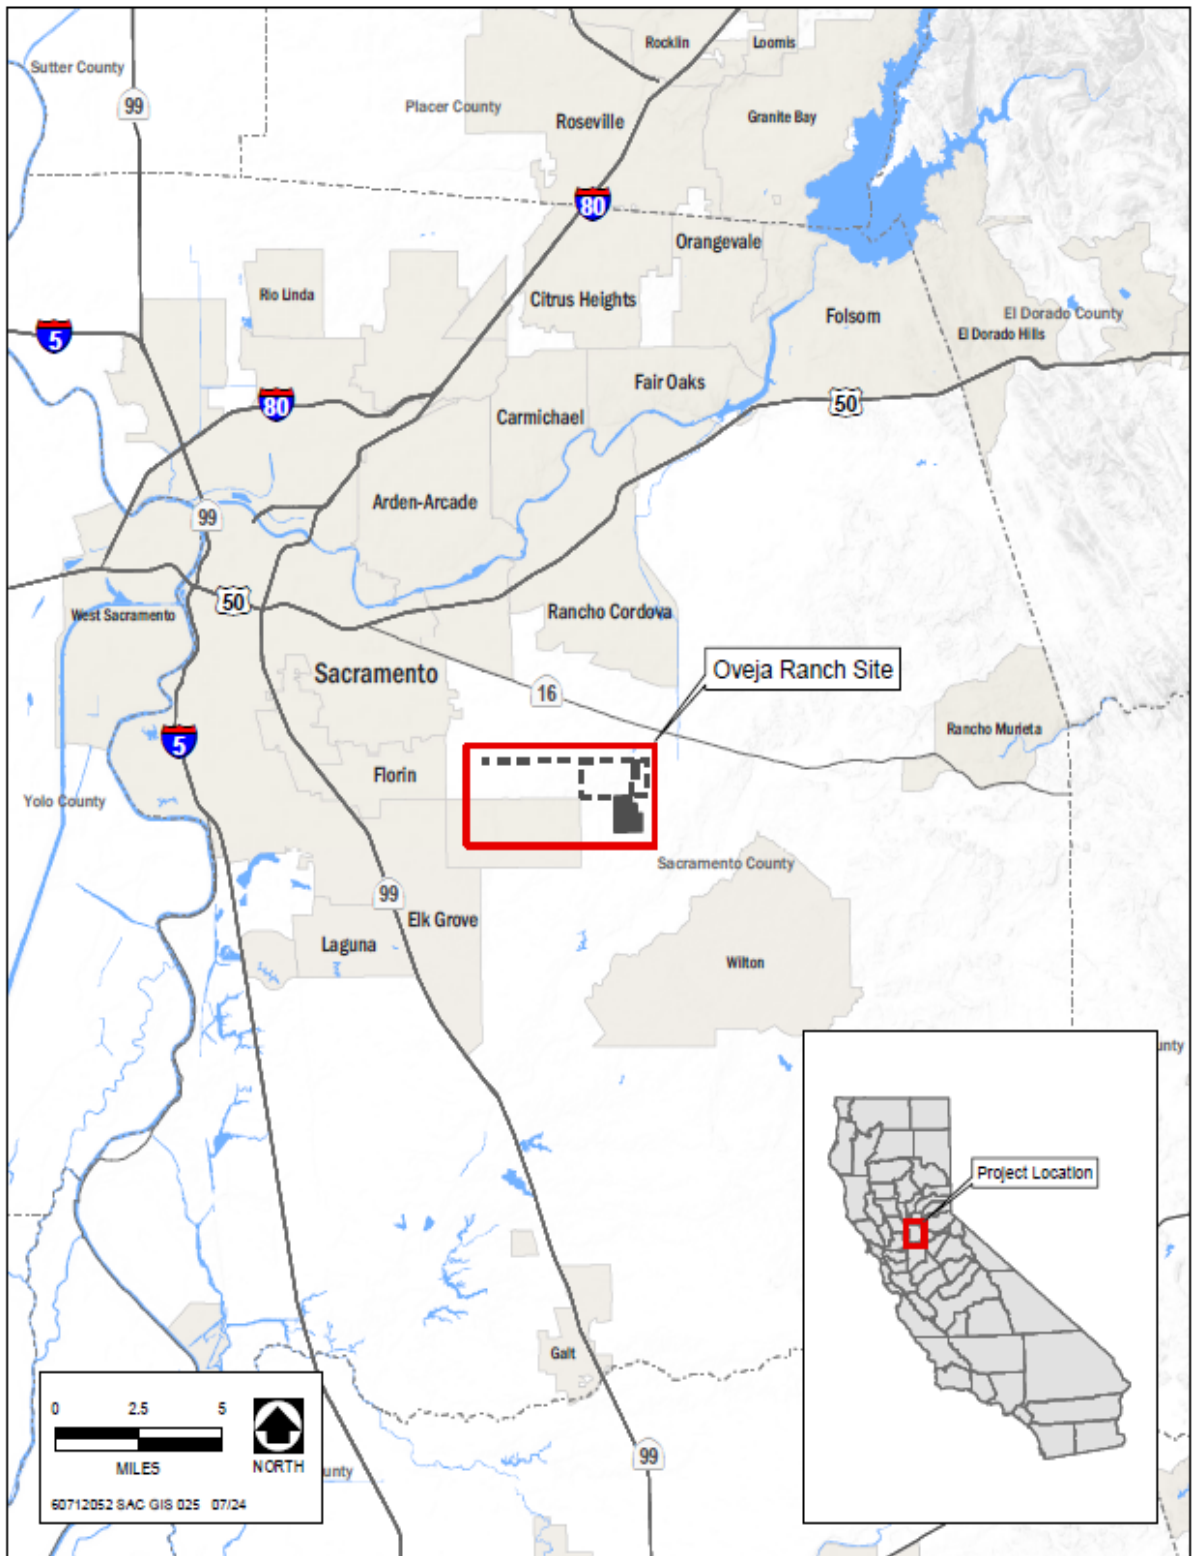 Rocklin
Loomis
Sutter County
99
Placer County
Roseville
Granite Bay
80
Orangevale
Rio Linda
Citrus Heights
Folsom
El Dorado County
5
El Dorado Hills
Fair Oaks
80
50
Carmichael
Arden-Arcade
99
50
West Sacramento
Rancho Cordova
Sacramento
Oveja Ranch Site
16
Rancho Murieta
5
Florin
Yolo County
Sacramento County
99
Elk Grove
Laguna
Wilton
unty
Project Location
Galt
0 2.5 5
MILES
NORTH
unty
99
60712052 SAC GIS 025 07/24